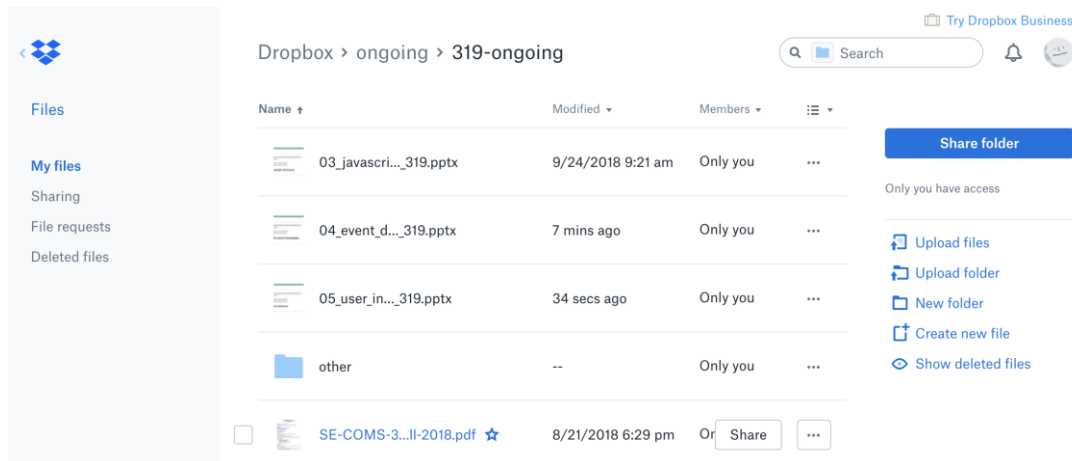 Try Dropbox Business
Dropbox › ongoing › 319-ongoing
Search
Files
My files
Sharing
File requests
Deleted files
Name Modified Members
03_javascri..._319.pptx 9/24/2018 9:21 am Only you ...
04_event_d..._319.pptx 7 mins ago Only you ...
05_user_in..._319.pptx 34 secs ago Only you ...
other -- Only you ...
SE-COMS-3...ll-2018.pdf 8/21/2018 6:29 pm Or Share ...
Share folder
Only you have access
Upload files
Upload folder
New folder
Create new file
Show deleted files